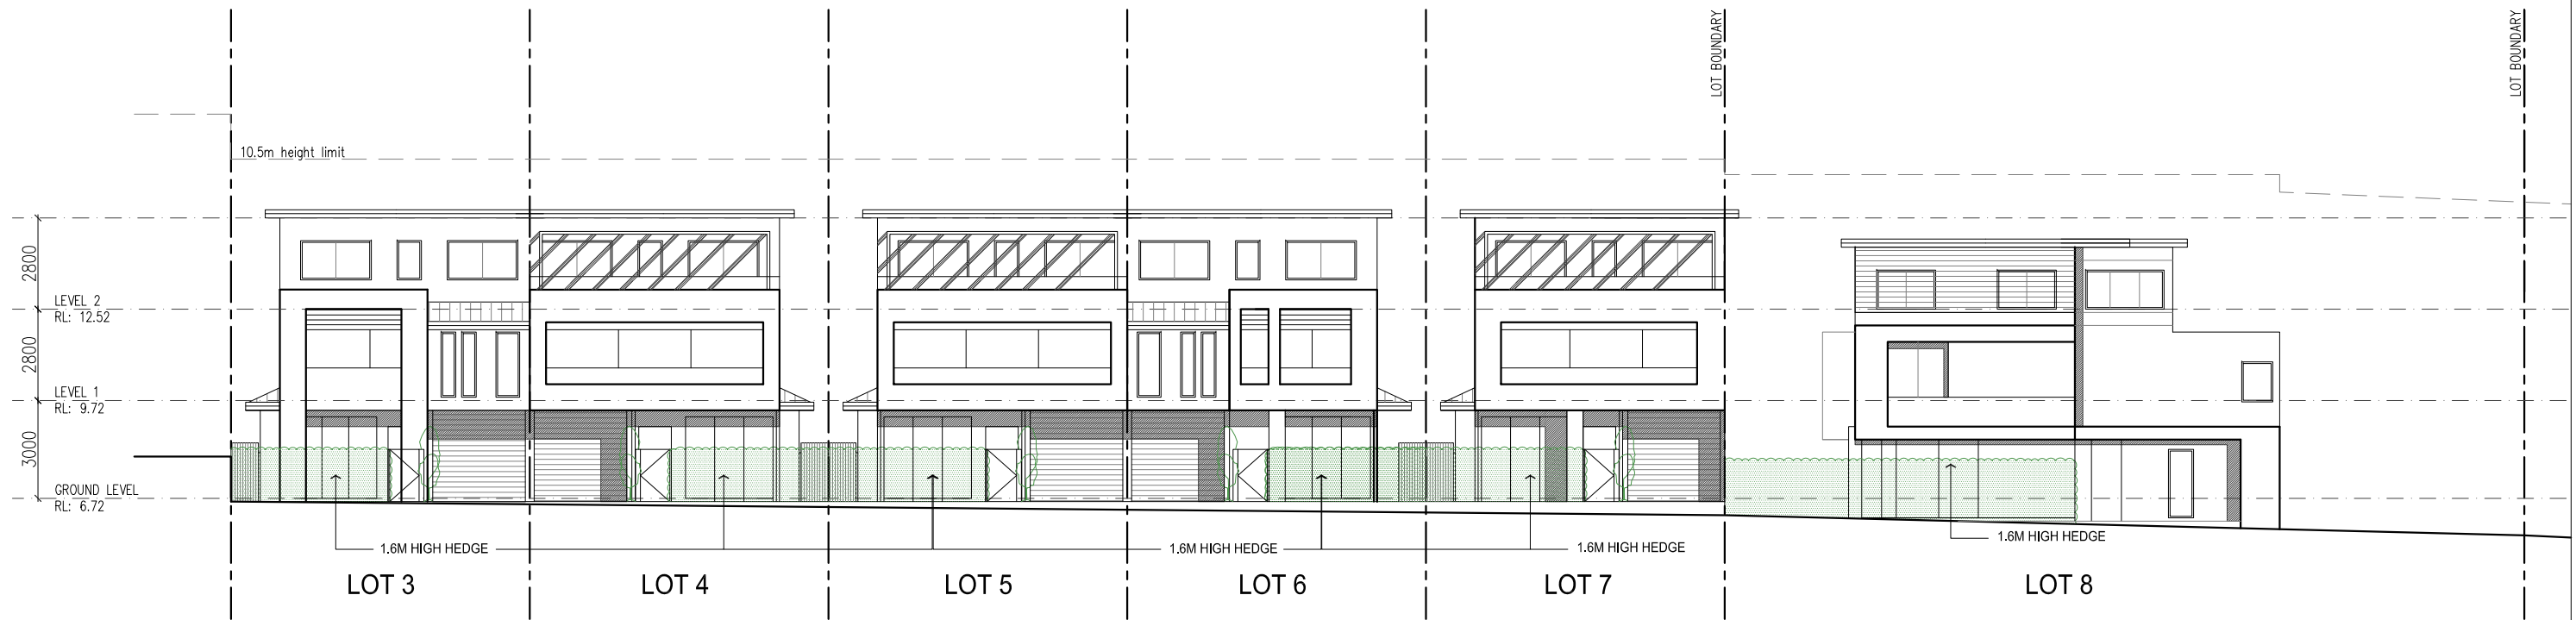 LOT BOUNDARY
LOT BOUNDARY
10.5m height limit
2800
LEVEL 2
RL: 12.52
2800
LEVEL 1
RL: 9.72
3000
GROUND LEVEL
RL: 6.72
1.6M HIGH HEDGE
1.6M HIGH HEDGE
1.6M HIGH HEDGE
1.6M HIGH HEDGE
LOT 3
LOT 4
LOT 5
LOT 6
LOT 7
LOT 8